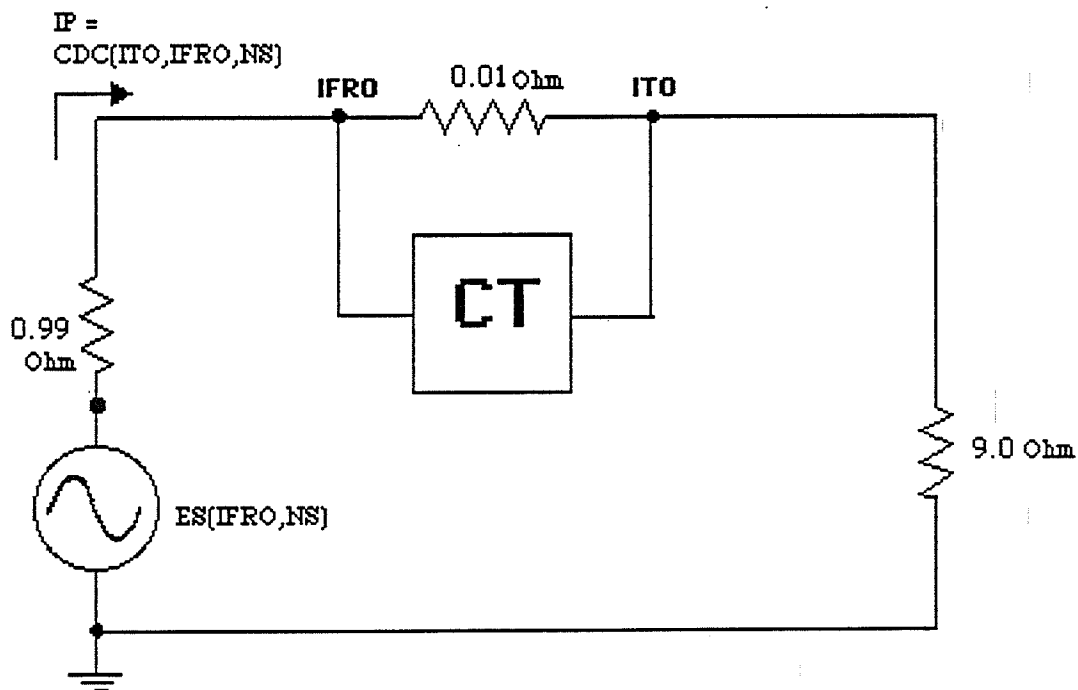 IP =
CDC(ITO,IFRO,NS)
IFRO
0.01 Ohm
ITO
CT
0.99
Ohm
9.0 Ohm
ES(IFRO,NS)